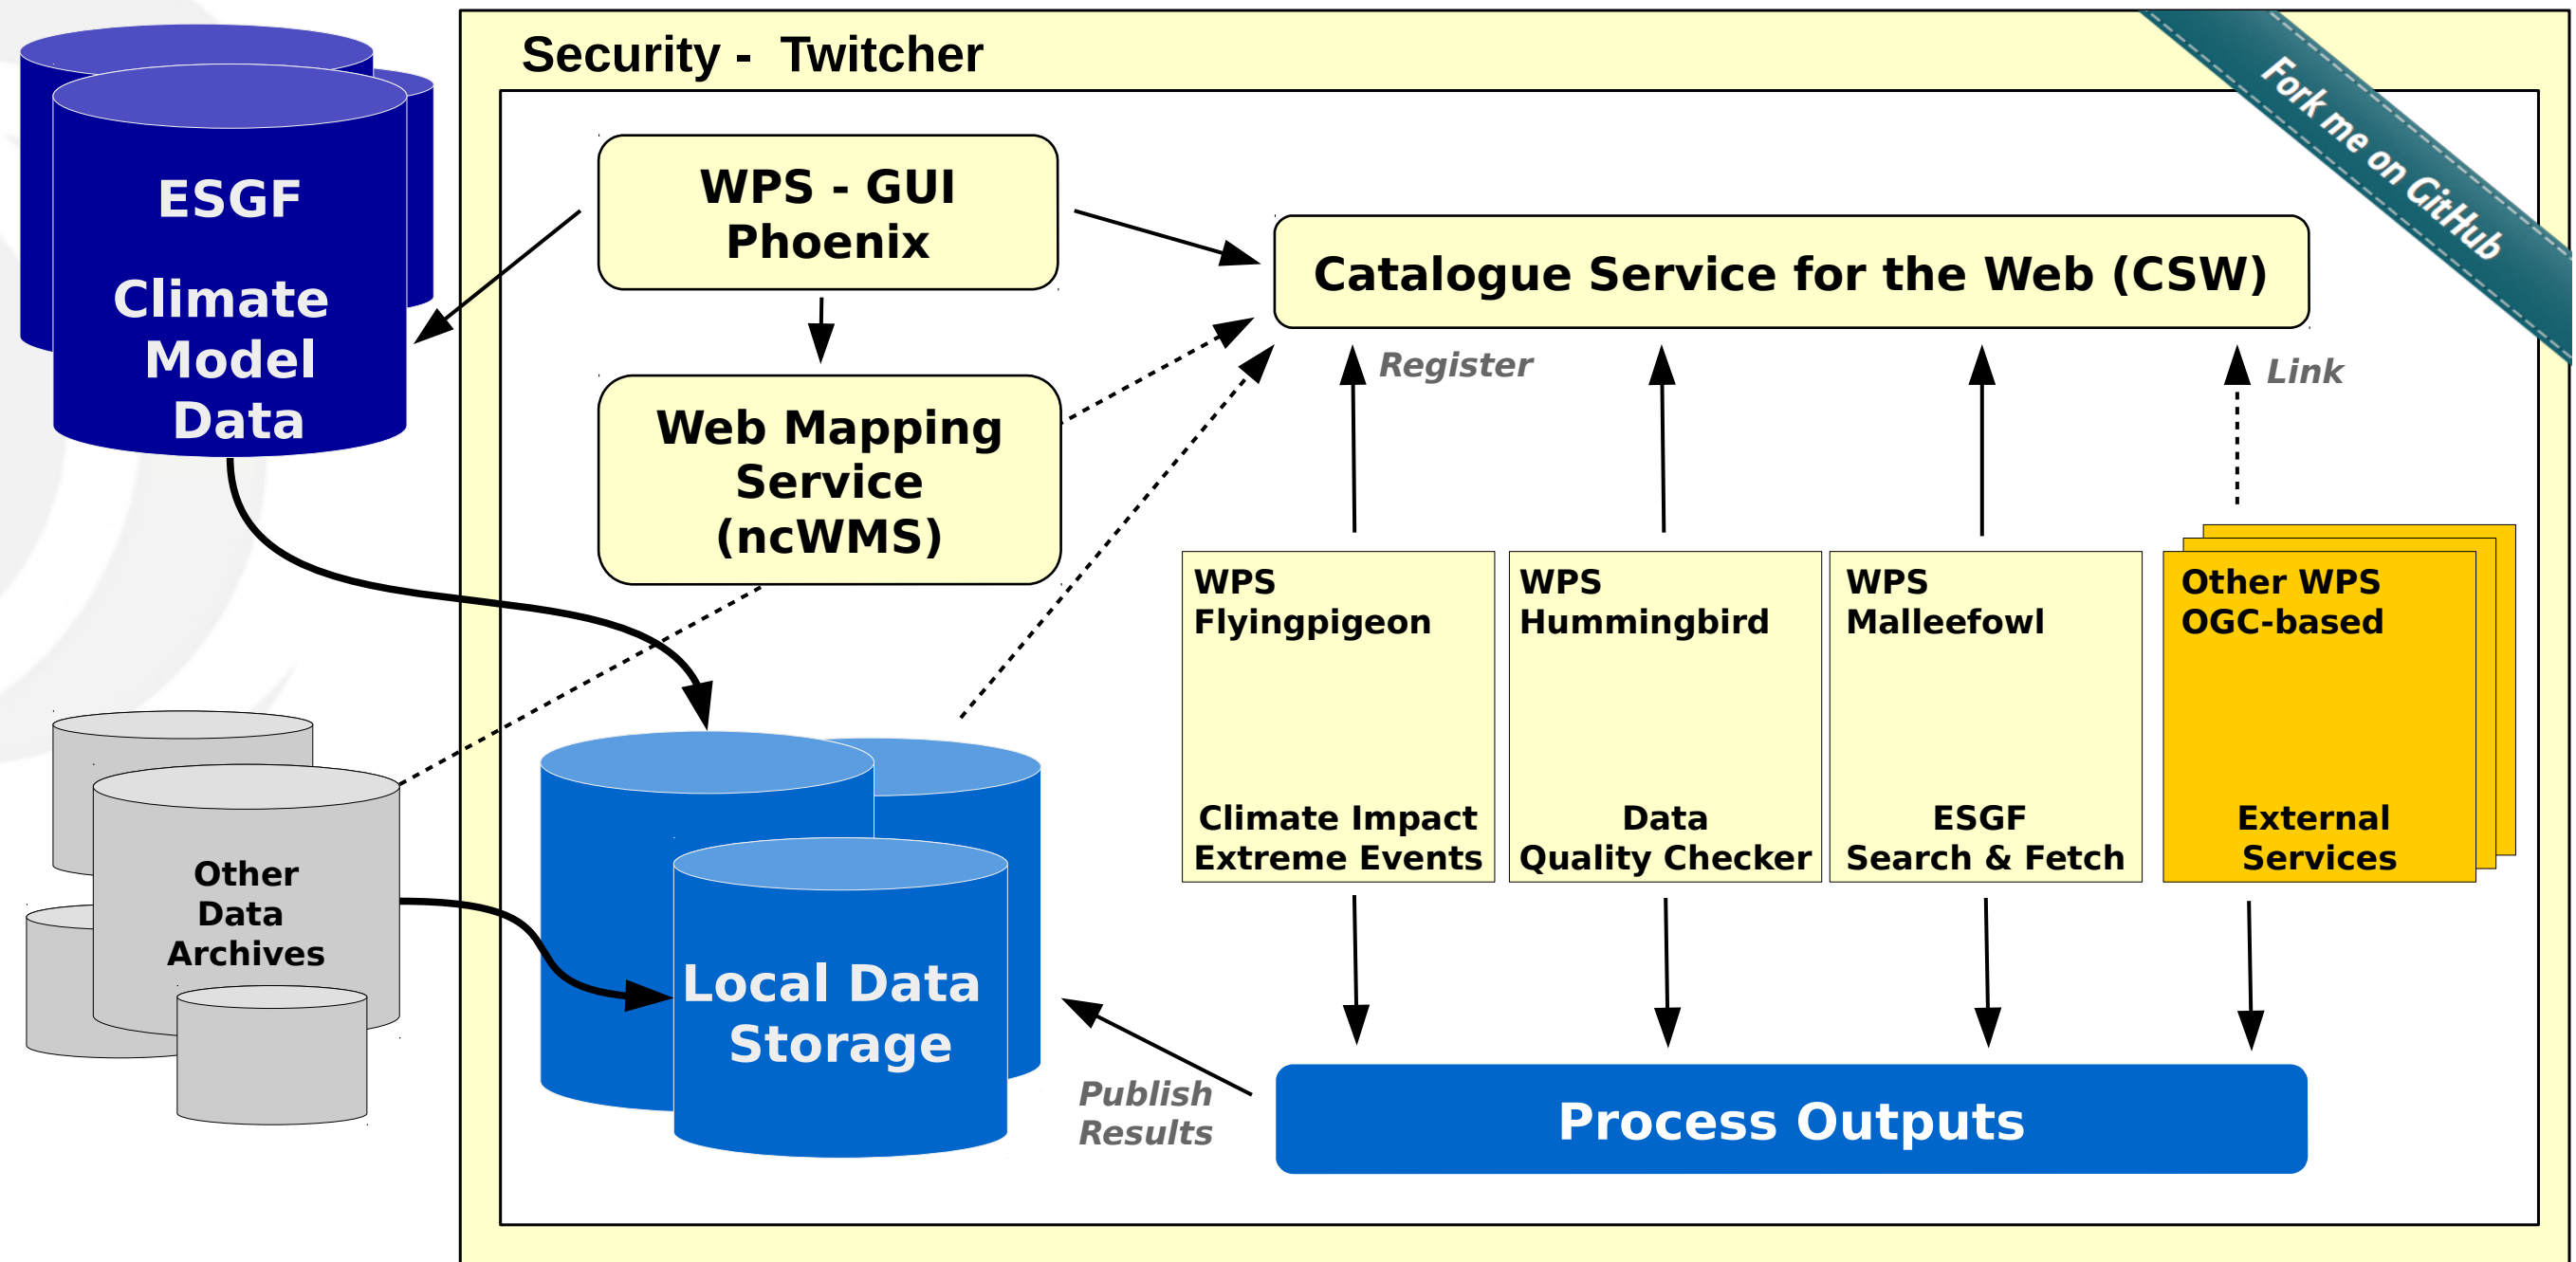 Security -  Twitcher
Fork me on GitHub
ESGF
Climate
Model
Data
WPS - GUI
Phoenix
Catalogue Service for the Web (CSW)
Register
Link
Web Mapping
Service
(ncWMS)
WPS
Flyingpigeon
Climate Impact
Extreme Events
WPS
Hummingbird
Data
Quality Checker
WPS
Malleefowl
ESGF
Search & Fetch
Other WPS
OGC-based
External
Services
Other
Data
Archives
Local Data
Storage
Publish
Results
Process Outputs